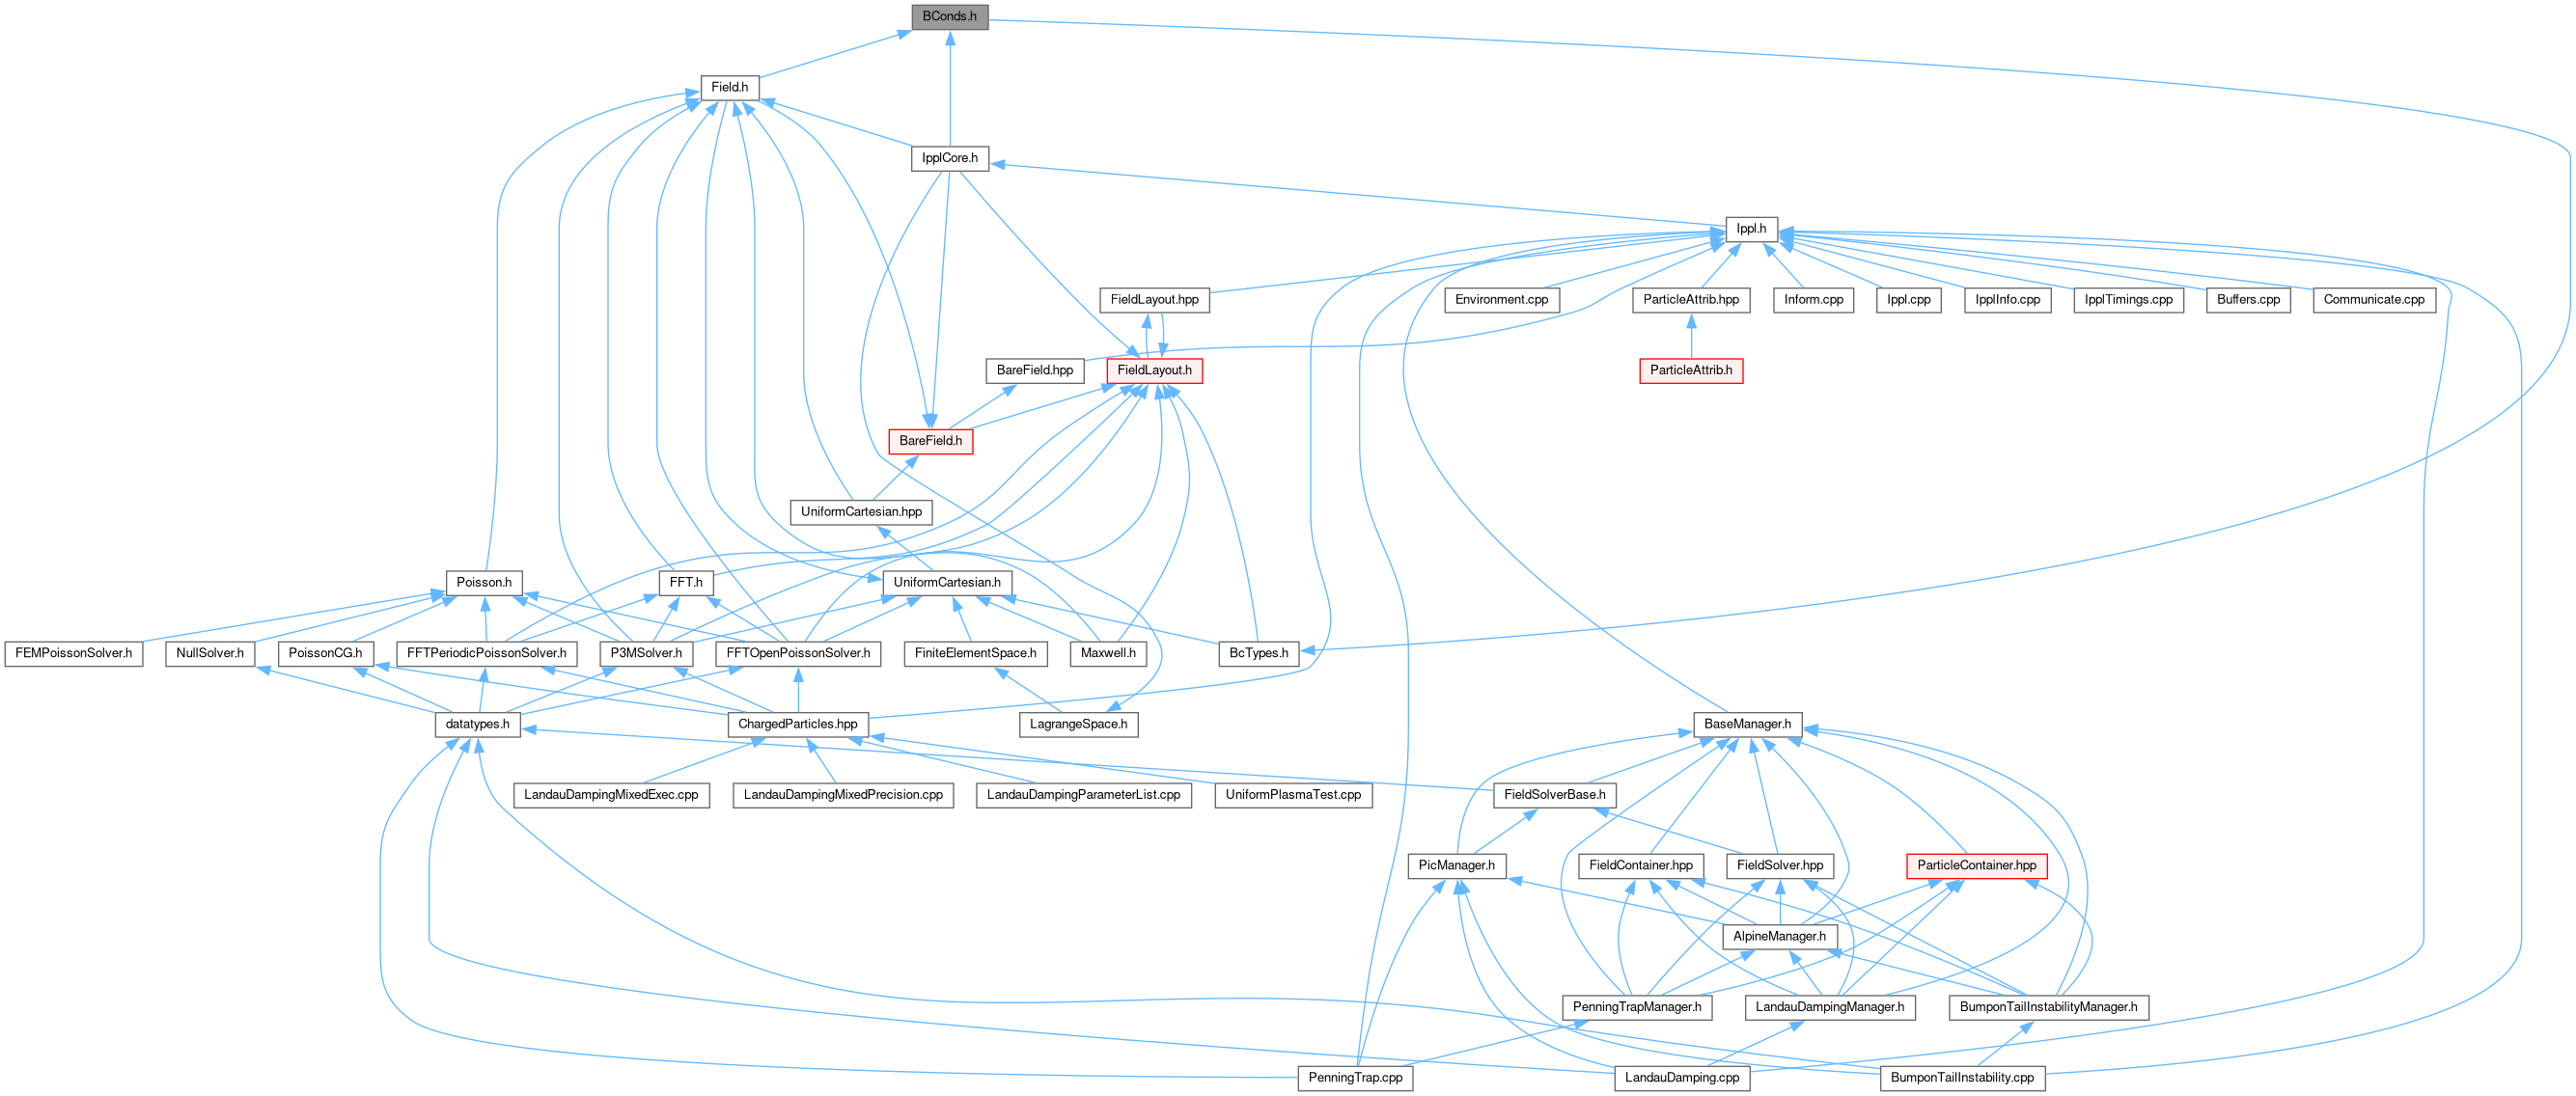 BConds.h
Field.h
IpplCore.h
Ippl.h
FieldLayout.hpp
Environment.cpp
ParticleAttrib.hpp
Inform.cpp
Ippl.cpp
IpplInfo.cpp
IpplTimings.cpp
Buffers.cpp
Communicate.cpp
BareField.hpp
FieldLayout.h
ParticleAttrib.h
BareField.h
UniformCartesian.hpp
Poisson.h
FFT.h
UniformCartesian.h
FEMPoissonSolver.h
NullSolver.h
PoissonCG.h
FFTPeriodicPoissonSolver.h
P3MSolver.h
FFTOpenPoissonSolver.h
FiniteElementSpace.h
Maxwell.h
BcTypes.h
datatypes.h
ChargedParticles.hpp
LagrangeSpace.h
BaseManager.h
LandauDampingMixedExec.cpp
LandauDampingMixedPrecision.cpp
LandauDampingParameterList.cpp
UniformPlasmaTest.cpp
FieldSolverBase.h
PicManager.h
FieldContainer.hpp
FieldSolver.hpp
ParticleContainer.hpp
AlpineManager.h
PenningTrapManager.h
LandauDampingManager.h
BumponTailInstabilityManager.h
PenningTrap.cpp
LandauDamping.cpp
BumponTailInstability.cpp